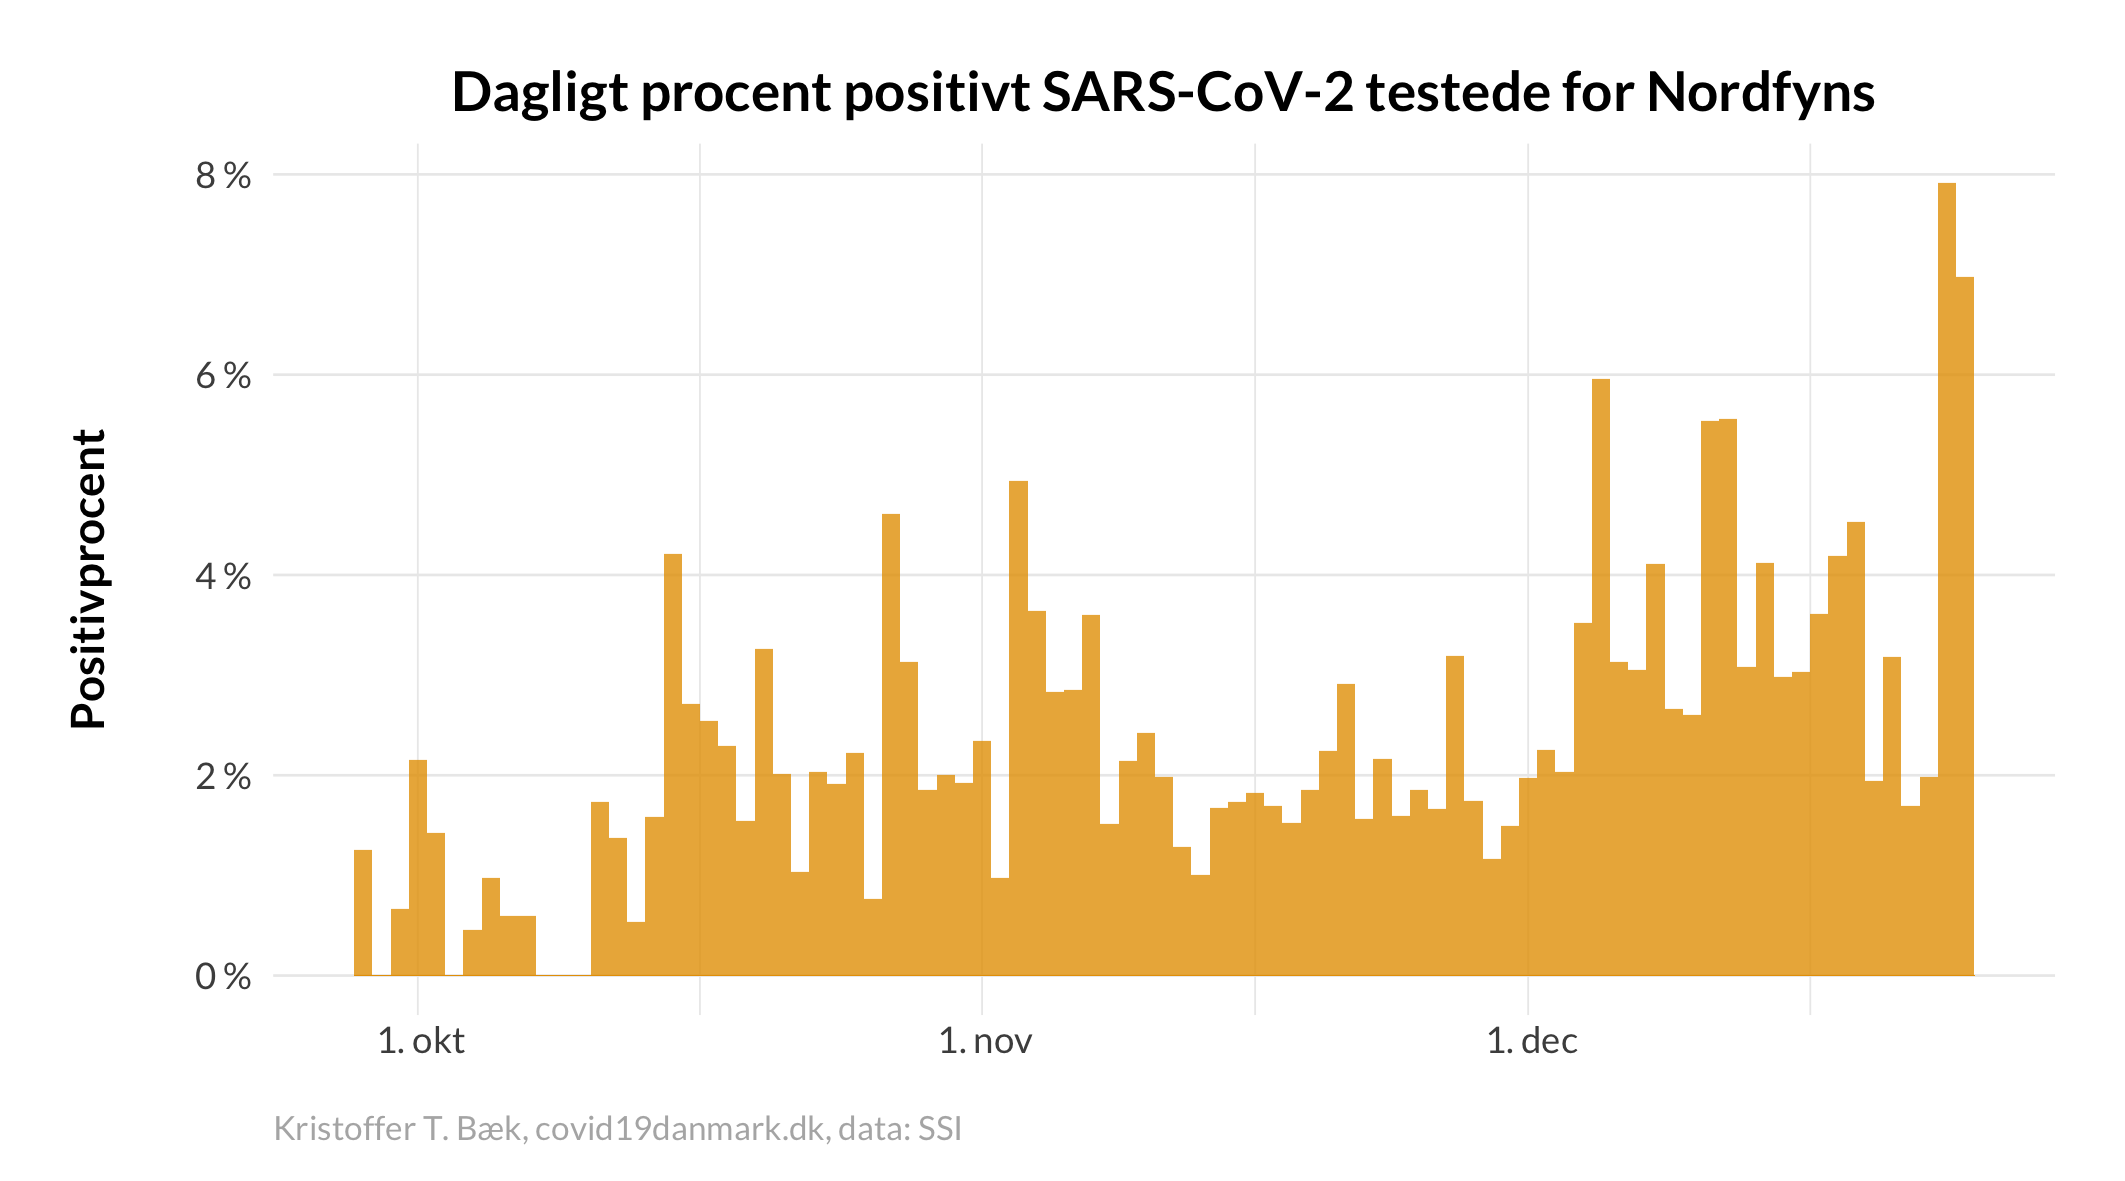 Dagligt procent positivt SARS-CoV-2 testede for Nordfyns
Positivprocent
8 %
6 %
4 %
2 %
0 %
1. okt
1. nov
1. dec
Kristoffer T. Bæk, covid19danmark.dk, data: SSI